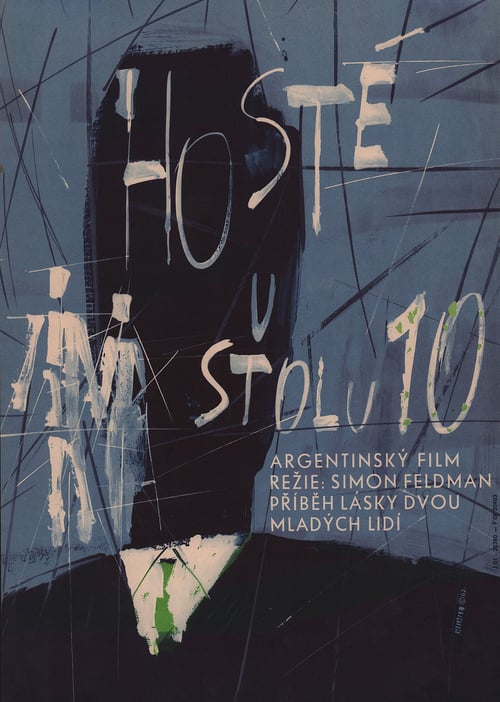 HOSTÉ
U
STOLU 10
ARGENTINSKÝ FILM
REŽIE: SIMON FELDMAN
PŘÍBĚH LÁSKY DVOU
MLADÝCH LIDÍ